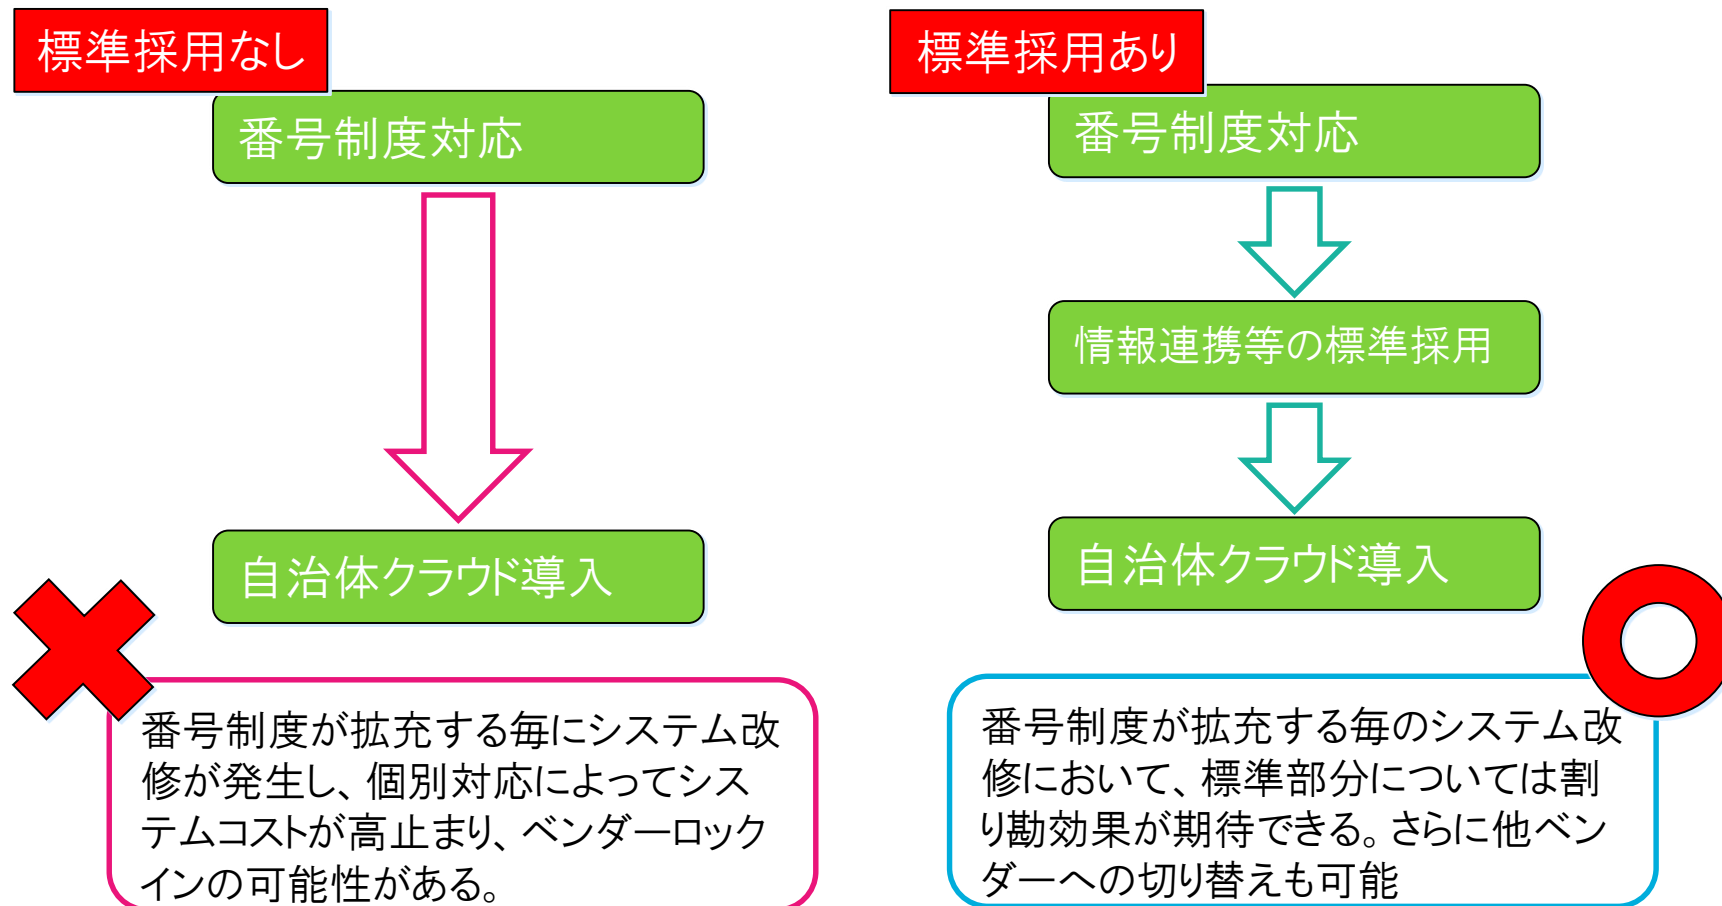 標準採用なし
番号制度対応
自治体クラウド導入
番号制度が拡充する毎にシステム改
修が発生し、個別対応によってシス
テムコストが高止まり、ベンダーロック
インの可能性がある。
標準採用あり
番号制度対応
情報連携等の標準採用
自治体クラウド導入
番号制度が拡充する毎のシステム改
修において、標準部分については割
り勘効果が期待できる。さらに他ベン
ダーへの切り替えも可能